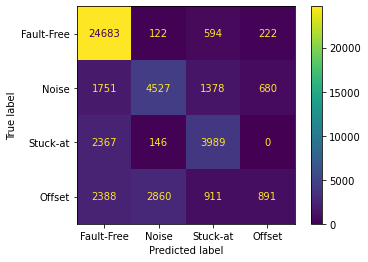 Fault-Free 24683 122 594 222
Noise 1751 4527 1378 680
Stuck-at 2367 146 3989 0
Offset 2388 2860 911 891
Fault-Free Noise Stuck-at Offset
Predicted label
True label
20000
15000
10000
5000
0